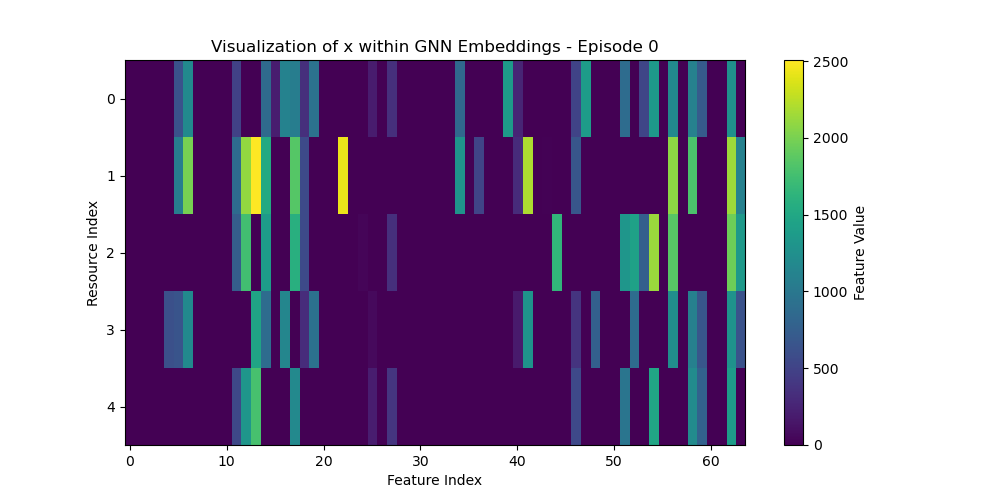 Visualization of x within GNN Embeddings - Episode 0
Resource Index
0
1
2
3
4
0 10 20 30 40 50 60
Feature Index
2500
2000
1500
1000
500
0
Feature Value